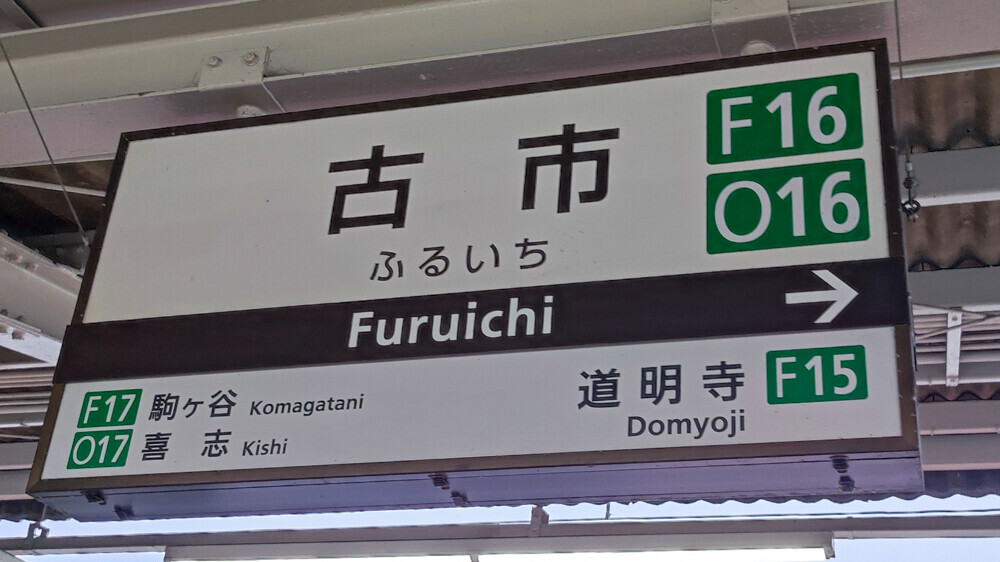 古市
F16
O16
ふるいち
Furuichi →
F17 駒ヶ谷 Komagatani
O17 喜志 Kishi
道明寺 F15
Domyoji